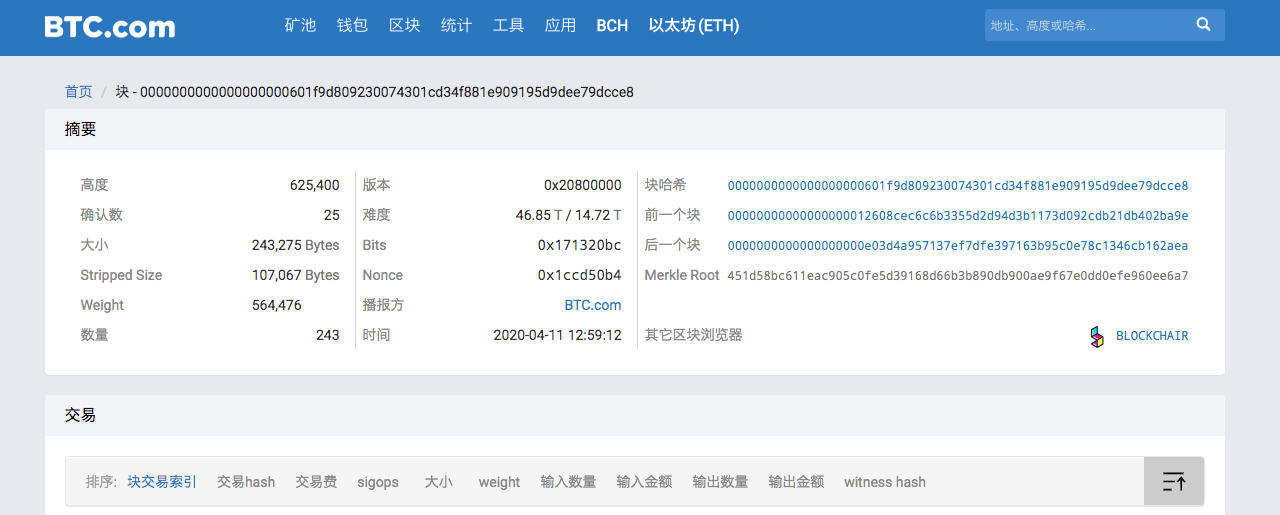 BTC.com 矿池 钱包 区块 统计 工具 应用 BCH 以太坊(ETH) 地址、高度或哈希...
首页 / 块 - 0000000000000000000601f9d809230074301cd34f881e909195d9dee79dcce8
摘要
高度 625,400 版本 0x20800000 块哈希 0000000000000000000601f9d809230074301cd34f881e909195d9dee79dcce8
确认数 25 难度 46.85 T / 14.72 T 前一个块 00000000000000000012608cec6c6b3355d2d94d3b1173d092cdb21db402ba9e
大小 243,275 Bytes Bits 0x171320bc 后一个块 0000000000000000000e03d4a957137ef7dfe397163b95c0e78c1346cb162aea
Stripped Size 107,067 Bytes Nonce 0x1ccd50b4 Merkle Root 451d58bc611eac905c0fe5d39168d66b3b890db900ae9f67e0dd0efe960ee6a7
Weight 564,476 播报方 BTC.com
数量 243 时间 2020-04-11 12:59:12 其它区块浏览器 BLOCKCHAIR
交易
排序: 块交易索引 交易hash 交易费 sigops 大小 weight 输入数量 输入金额 输出数量 输出金额 witness hash